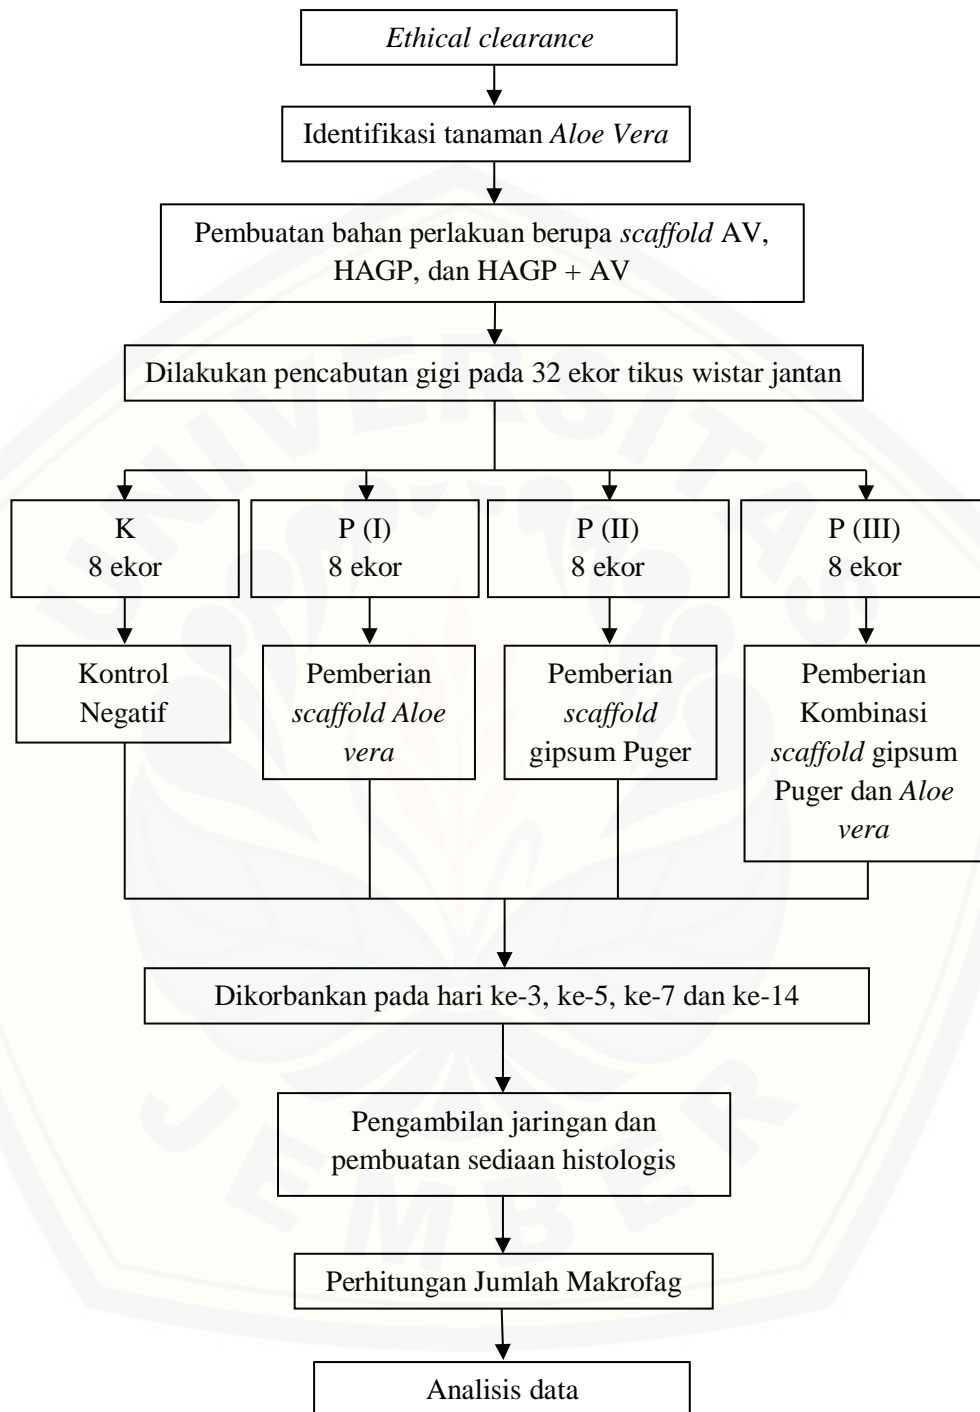 Ethical clearance
Identifikasi tanaman Aloe Vera
Pembuatan bahan perlakuan berupa scaffold AV,
HAGP, dan HAGP + AV
Dilakukan pencabutan gigi pada 32 ekor tikus wistar jantan
K
8 ekor
P (I)
8 ekor
P (II)
8 ekor
P (III)
8 ekor
Kontrol
Negatif
Pemberian
scaffold Aloe
vera
Pemberian
scaffold
gipsum Puger
Pemberian
Kombinasi
scaffold gipsum
Puger dan Aloe
vera
Dikorbankan pada hari ke-3, ke-5, ke-7 dan ke-14
Pengambilan jaringan dan
pembuatan sediaan histologis
Perhitungan Jumlah Makrofag
Analisis data
UNIVERSITAS
JEMBER